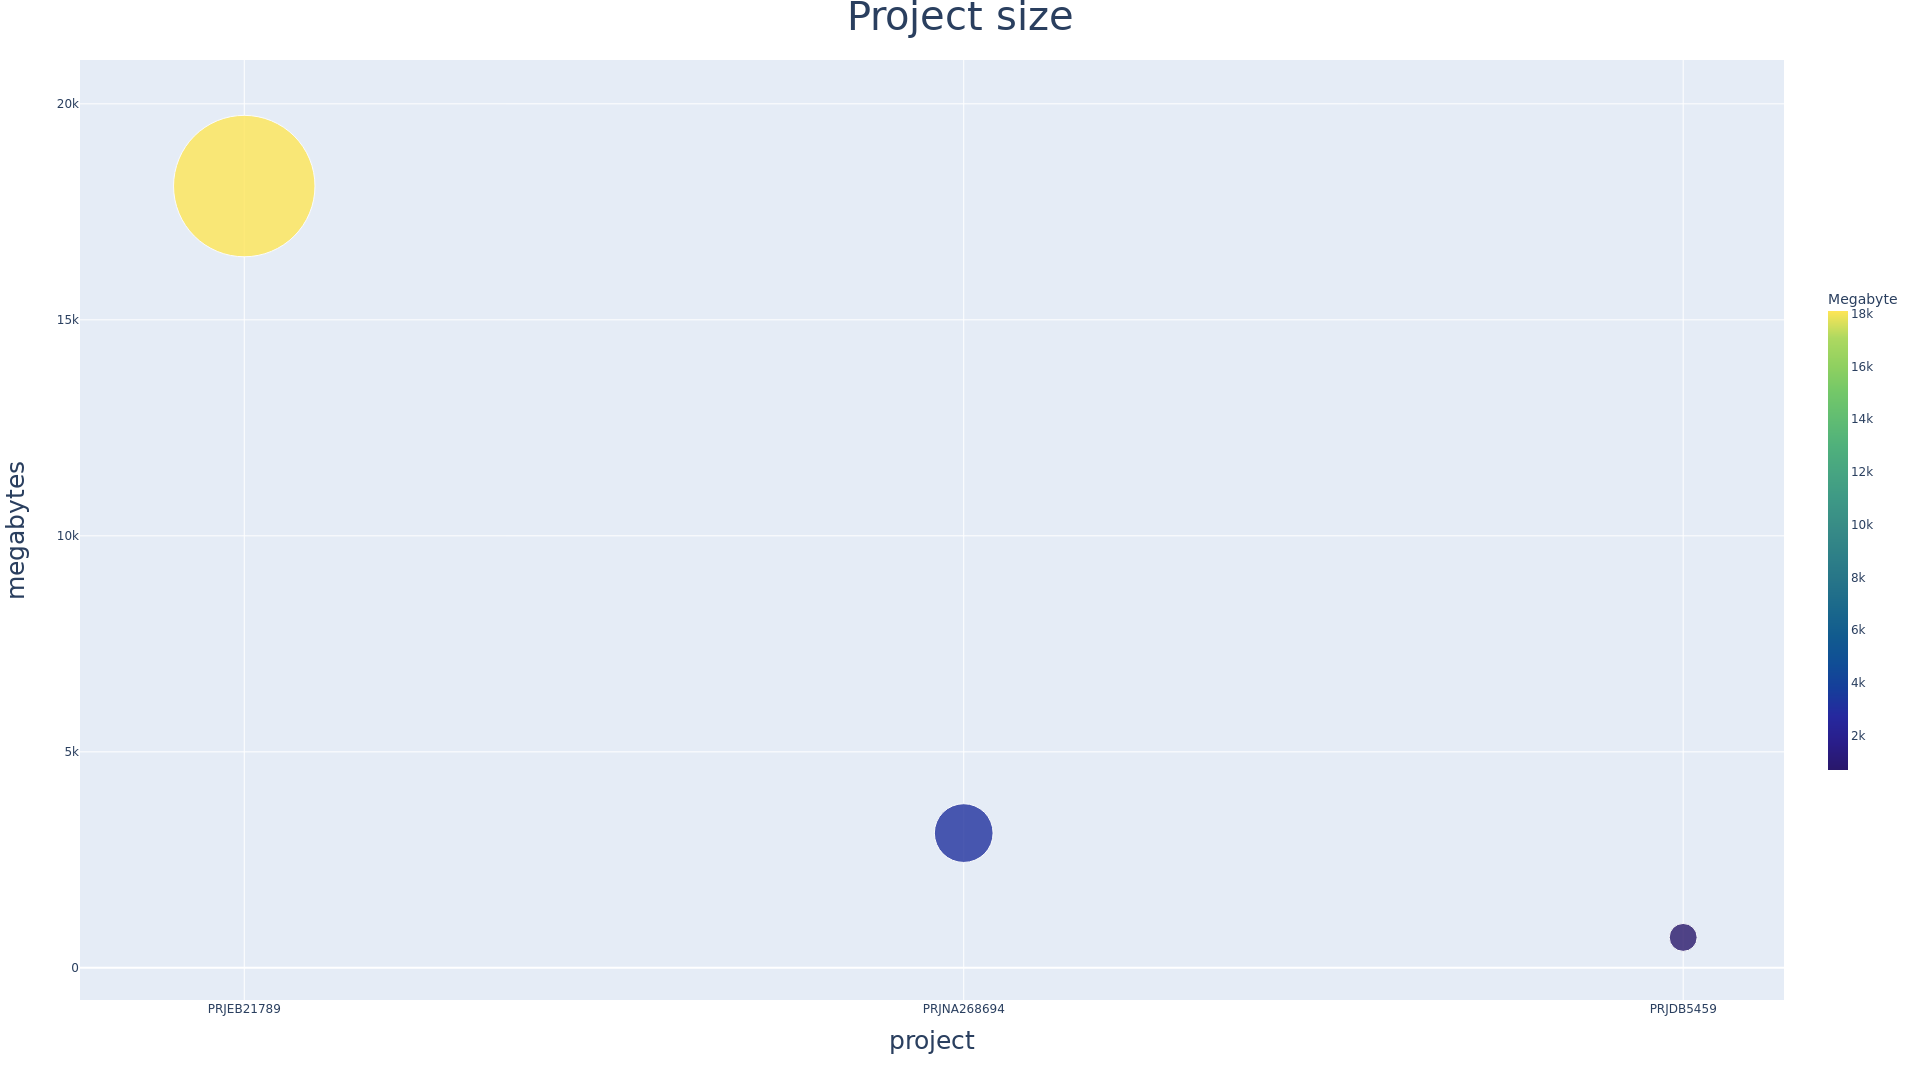 Project size
megabytes
20k
15k
10k
5k
0
PRJEB21789
PRJNA268694
PRJDB5459
project
Megabyte
18k
16k
14k
12k
10k
8k
6k
4k
2k